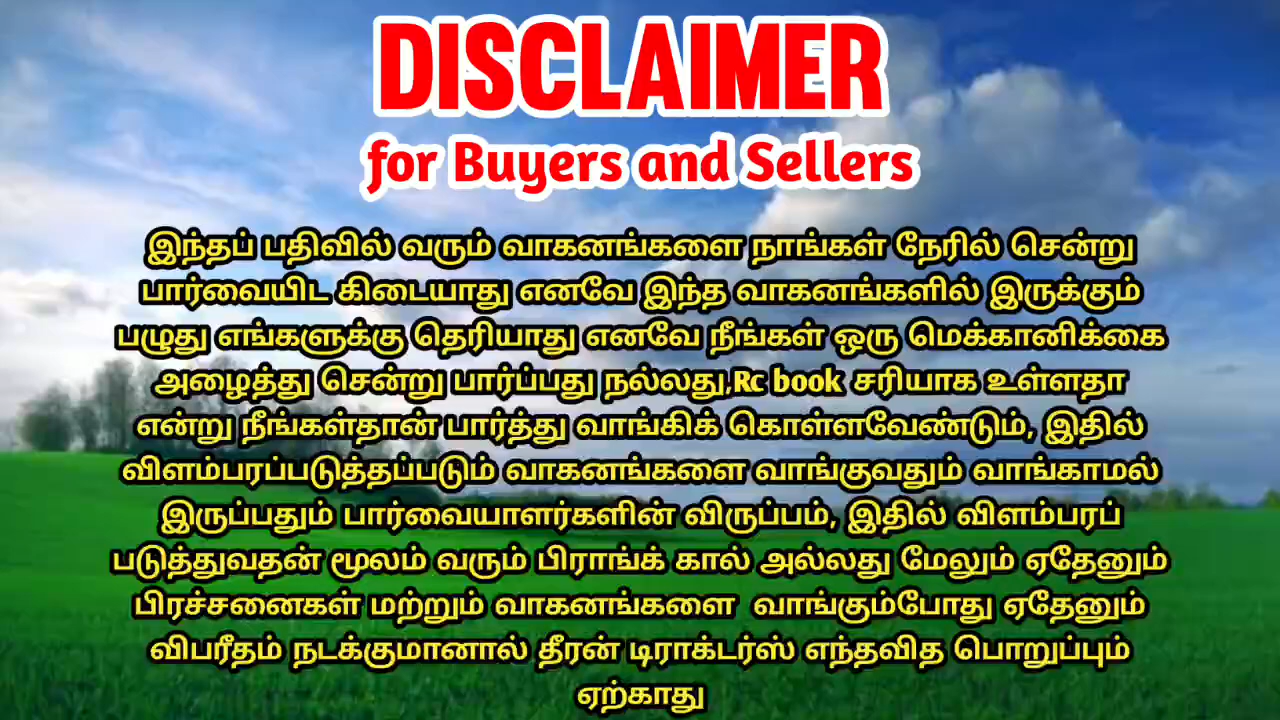 DISCLAIMER
for Buyers and Sellers
இந்தப் பதிவில் வரும் வாகனங்களை நாங்கள் நேரில் சென்று
பார்வையிட கிடையாது எனவே இந்த வாகனங்களில் இருக்கும்
பழுது எங்களுக்கு தெரியாது எனவே நீங்கள் ஒரு மெக்கானிக்கை
அழைத்து சென்று பார்ப்பது நல்லது,Rc book சரியாக உள்ளதா
என்று நீங்கள்தான் பார்த்து வாங்கிக் கொள்ளவேண்டும், இதில்
விளம்பரப்படுத்தப்படும் வாகனங்களை வாங்குவதும் வாங்காமல்
இருப்பதும் பார்வையாளர்களின் விருப்பம், இதில் விளம்பரப்
படுத்துவதன் மூலம் வரும் பிராங்க் கால் அல்லது மேலும் ஏதேனும்
பிரச்சனைகள் மற்றும் வாகனங்களை  வாங்கும்போது ஏதேனும்
விபரீதம் நடக்குமானால் தீரன் டிராக்டர்ஸ் எந்தவித பொறுப்பும்
ஏற்காது